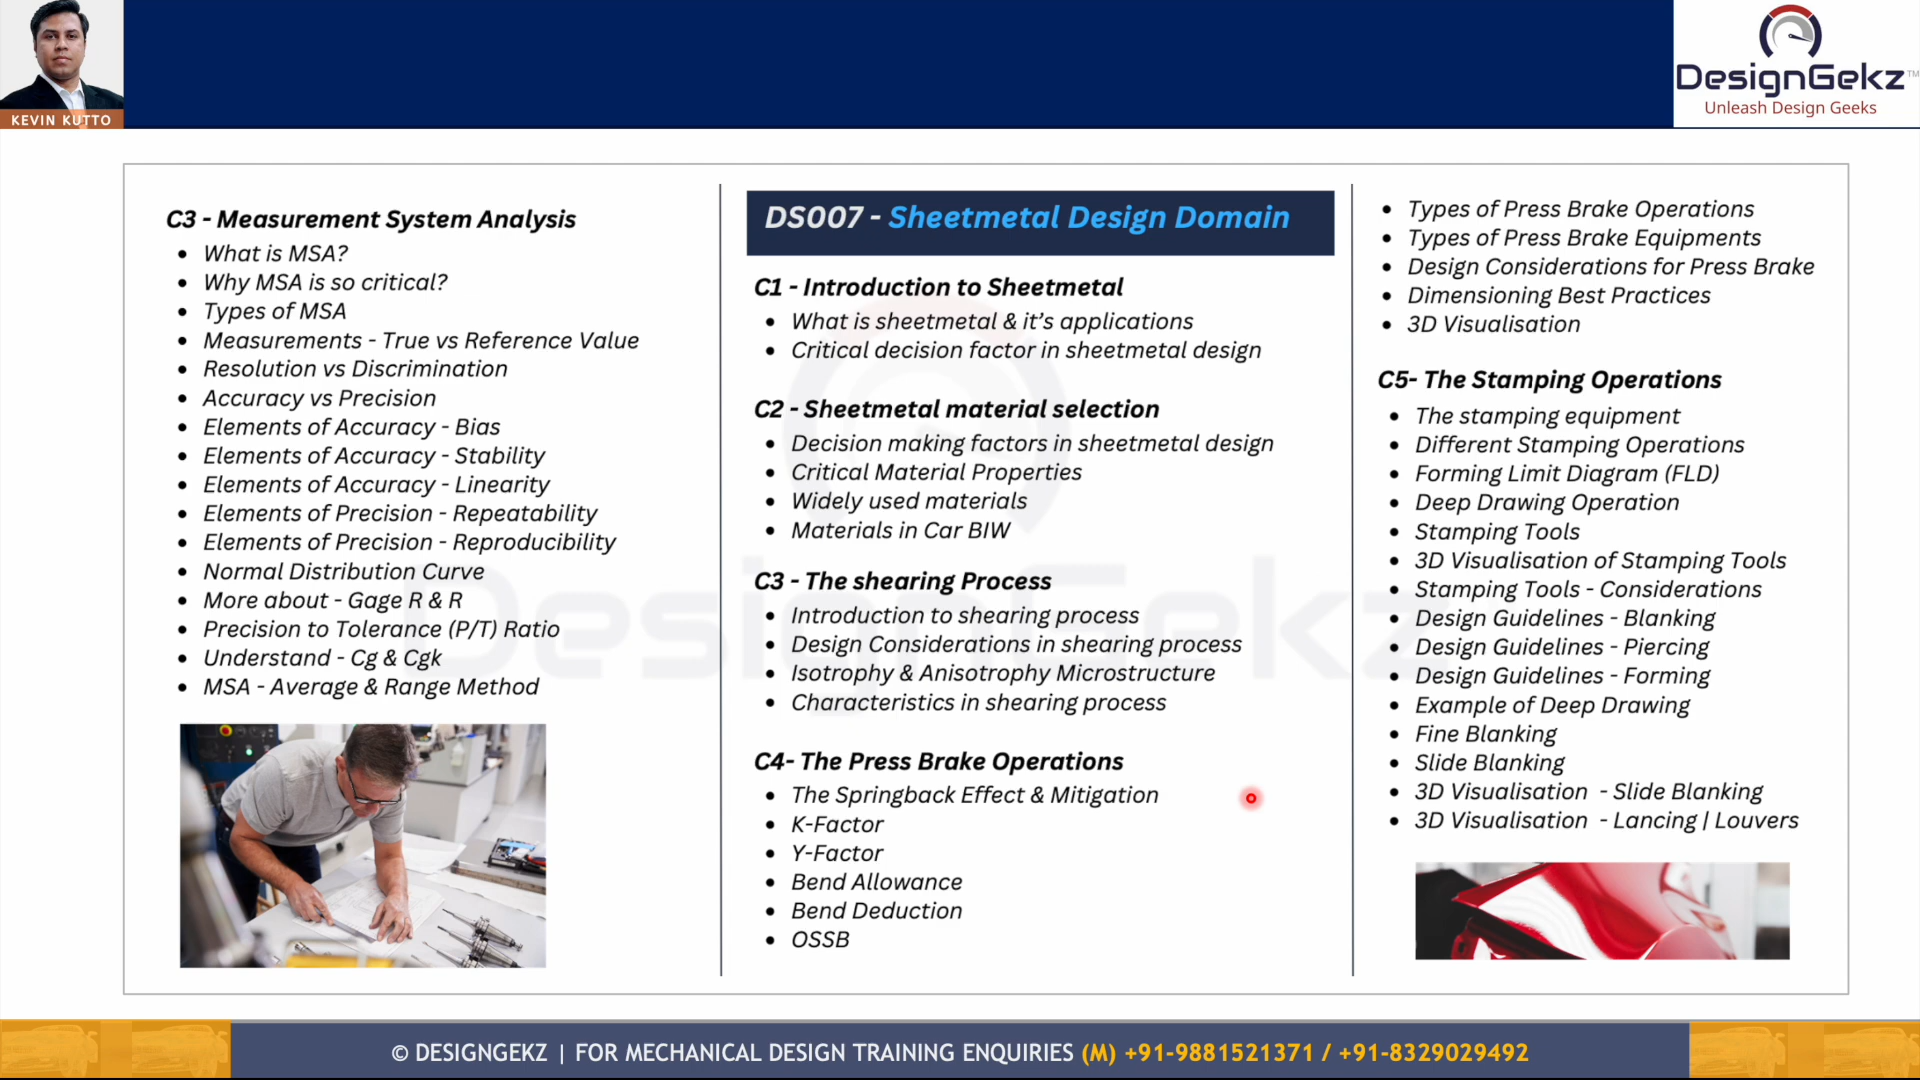 KEVIN KUTTO
DesignGekz™
Unleash Design Geeks
C3 - Measurement System Analysis
• What is MSA?
• Why MSA is so critical?
• Types of MSA
• Measurements - True vs Reference Value
• Resolution vs Discrimination
• Accuracy vs Precision
• Elements of Accuracy - Bias
• Elements of Accuracy - Stability
• Elements of Accuracy - Linearity
• Elements of Precision - Repeatability
• Elements of Precision - Reproducibility
• Normal Distribution Curve
• More about - Gage R & R
• Precision to Tolerance (P/T) Ratio
• Understand - Cg & Cgk
• MSA - Average & Range Method
DS007 - Sheetmetal Design Domain
C1 - Introduction to Sheetmetal
• What is sheetmetal & it's applications
• Critical decision factor in sheetmetal design
C2 - Sheetmetal material selection
• Decision making factors in sheetmetal design
• Critical Material Properties
• Widely used materials
• Materials in Car BIW
C3 - The shearing Process
• Introduction to shearing process
• Design Considerations in shearing process
• Isotrophy & Anisotrophy Microstructure
• Characteristics in shearing process
C4- The Press Brake Operations
• The Springback Effect & Mitigation
• K-Factor
• Y-Factor
• Bend Allowance
• Bend Deduction
• OSSB
• Types of Press Brake Operations
• Types of Press Brake Equipments
• Design Considerations for Press Brake
• Dimensioning Best Practices
• 3D Visualisation
C5- The Stamping Operations
• The stamping equipment
• Different Stamping Operations
• Forming Limit Diagram (FLD)
• Deep Drawing Operation
• Stamping Tools
• 3D Visualisation of Stamping Tools
• Stamping Tools - Considerations
• Design Guidelines - Blanking
• Design Guidelines - Piercing
• Design Guidelines - Forming
• Example of Deep Drawing
• Fine Blanking
• Slide Blanking
• 3D Visualisation - Slide Blanking
• 3D Visualisation - Lancing | Louvers
DesignGekz
© DESIGNGEKZ | FOR MECHANICAL DESIGN TRAINING ENQUIRIES (M) +91-9881521371 / +91-8329029492